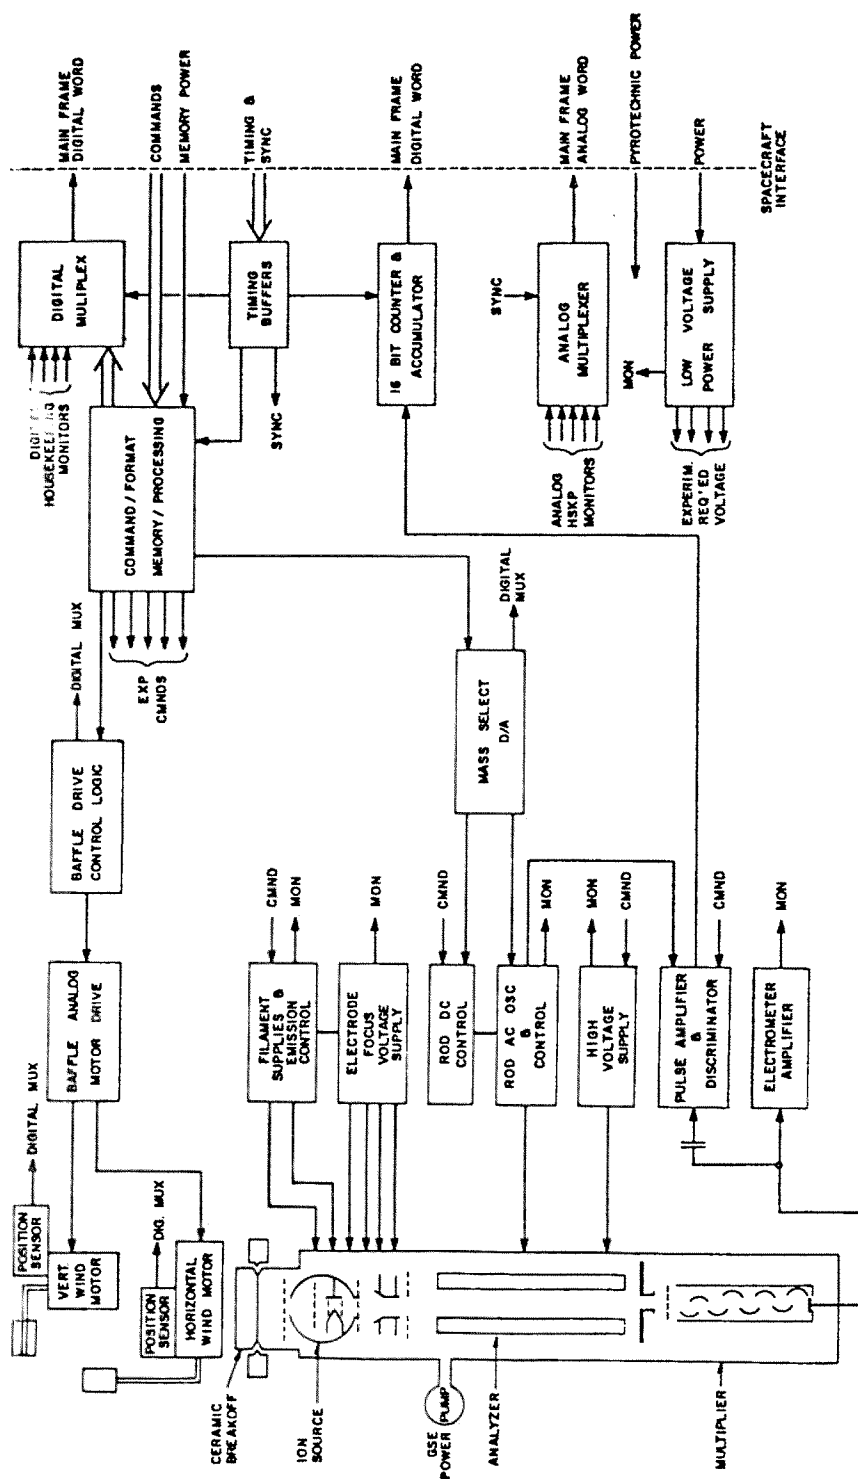 MAIN FRAME
DIGITAL WORD
COMMANDS
MEMORY POWER
TIMING &
SYNC
MAIN FRAME
DIGITAL WORD
MAIN FRAME
ANALOG WORD
PYROTECHNIC POWER
POWER
SPACECRAFT
INTERFACE
DIGITAL
MULIPLEX
TIMING
BUFFERS
16 BIT COUNTER &
ACCUMULATOR
SYNC
ANALOG
MULTIPLEXER
LOW VOLTAGE
POWER SUPPLY
MON
HOUSEKEEPING
MONITORS
SYNC
ANALOG
HSKP
MONITORS
EXPERIM.
REQ'ED
VOLTAGE
COMMAND/FORMAT
MEMORY/PROCESSING
EXP
CMNDS
DIGITAL MUX
DIGITAL
MUX
BAFFLE DRIVE
CONTROL LOGIC
MASS SELECT
D/A
BAFFLE ANALOG
MOTOR DRIVE
FILAMENT
SUPPLIES &
EMISSION
CONTROL
CMND
MON
ELECTRODE
FOCUS
VOLTAGE
SUPPLY
MON
ROD DC
CONTROL
CMND
ROD AC OSC
&
CONTROL
MON
HIGH
VOLTAGE
SUPPLY
MON
CMND
PULSE AMPLIFIER
&
DISCRIMINATOR
CMND
ELECTROMETER
AMPLIFIER
MON
DIGITAL MUX
POSITION
SENSOR
VERT.
WIND
MOTOR
DIG. MUX
POSITION
SENSOR
HORIZONTAL
WIND MOTOR
CERAMIC
BREAKOFF
ION
SOURCE
GSE
POWER
PUMP
ANALYZER
MULTIPLIER